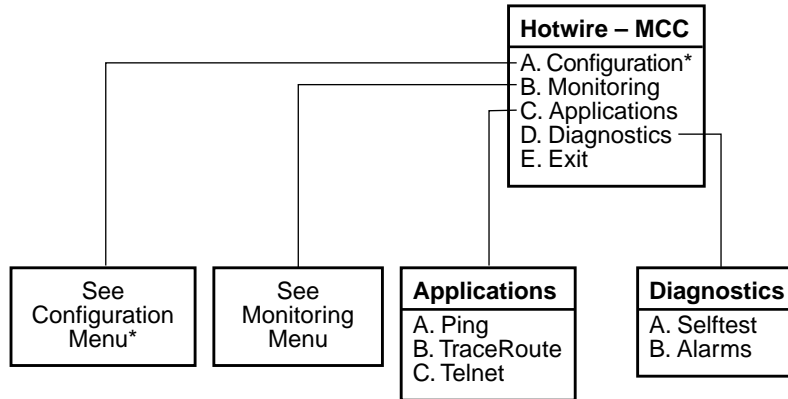 Hotwire – MCC
A. Configuration*
B. Monitoring
C. Applications
D. Diagnostics
E. Exit
See
Configuration
Menu*
See
Monitoring
Menu
Applications
A. Ping
B. TraceRoute
C. Telnet
Diagnostics
A. Selftest
B. Alarms